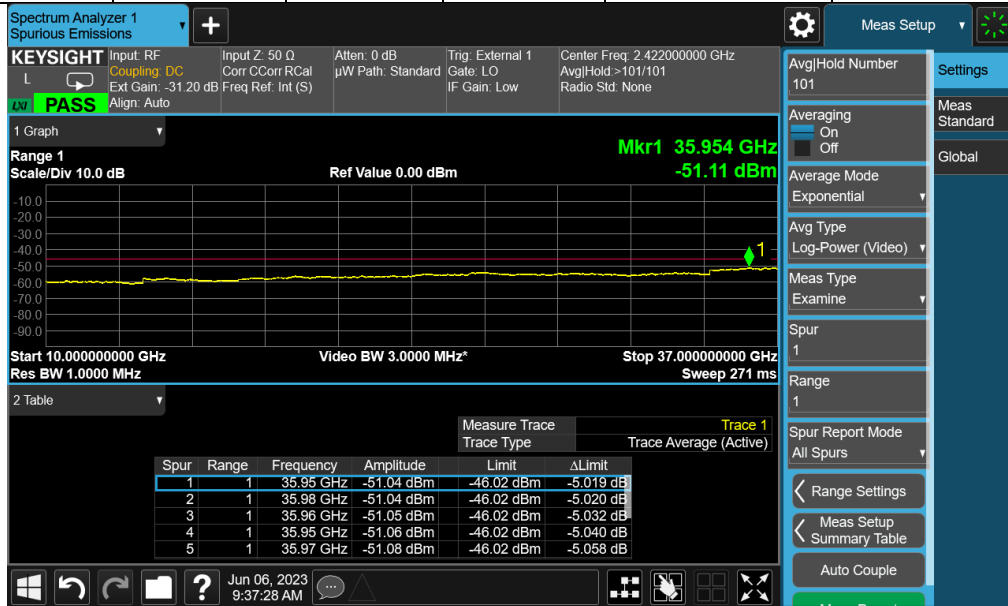 Spectrum Analyzer 1
Spurious Emissions
+
Meas Setup
KEYSIGHT
L
LXI
PASS
Input: RF
Coupling: DC
Ext Gain: -31.20 dB
Align: Auto
Input Z: 50 Ω
Corr CCorr RCal
Freq Ref: Int (S)
Atten: 0 dB
µW Path: Standard
Trig: External 1
Gate: LO
IF Gain: Low
Center Freq: 2.422000000 GHz
Avg|Hold:>101/101
Radio Std: None
1 Graph
Range 1
Scale/Div 10.0 dB
Ref Value 0.00 dBm
Mkr1 35.954 GHz
-51.11 dBm
-10.0
-20.0
-30.0
-40.0
-50.0
-60.0
-70.0
-80.0
-90.0
1
Start 10.000000000 GHz
Res BW 1.0000 MHz
Video BW 3.0000 MHz*
Stop 37.000000000 GHz
Sweep 271 ms
2 Table
Measure Trace Trace 1
Trace Type Trace Average (Active)
Spur Range Frequency Amplitude Limit ΔLimit
1 1 35.95 GHz -51.04 dBm -46.02 dBm -5.019 dB
2 1 35.98 GHz -51.04 dBm -46.02 dBm -5.020 dB
3 1 35.96 GHz -51.05 dBm -46.02 dBm -5.032 dB
4 1 35.95 GHz -51.06 dBm -46.02 dBm -5.040 dB
5 1 35.97 GHz -51.08 dBm -46.02 dBm -5.058 dB
?
Jun 06, 2023
9:37:28 AM
Avg|Hold Number
101
Averaging
On
Off
Average Mode
Exponential
Avg Type
Log-Power (Video)
Meas Type
Examine
Spur
1
Range
1
Spur Report Mode
All Spurs
Range Settings
Meas Setup
Summary Table
Auto Couple
Settings
Meas
Standard
Global